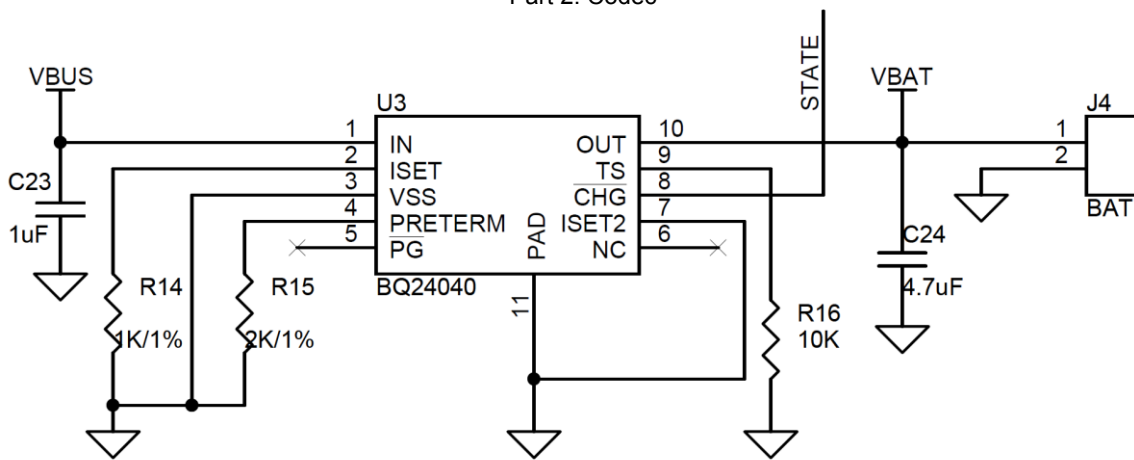 Part 2: Codec
STATE
VBUS
VBAT
U3
J4
1
IN
OUT
10
1
2
ISET
TS
9
2
C23
3
VSS
CHG
8
4
PRETERM
ISET2
7
BAT
1uF
5
PG
PAD
NC
6
C24
BQ24040
4.7uF
11
R14
R15
R16
1K/1%
2K/1%
10K